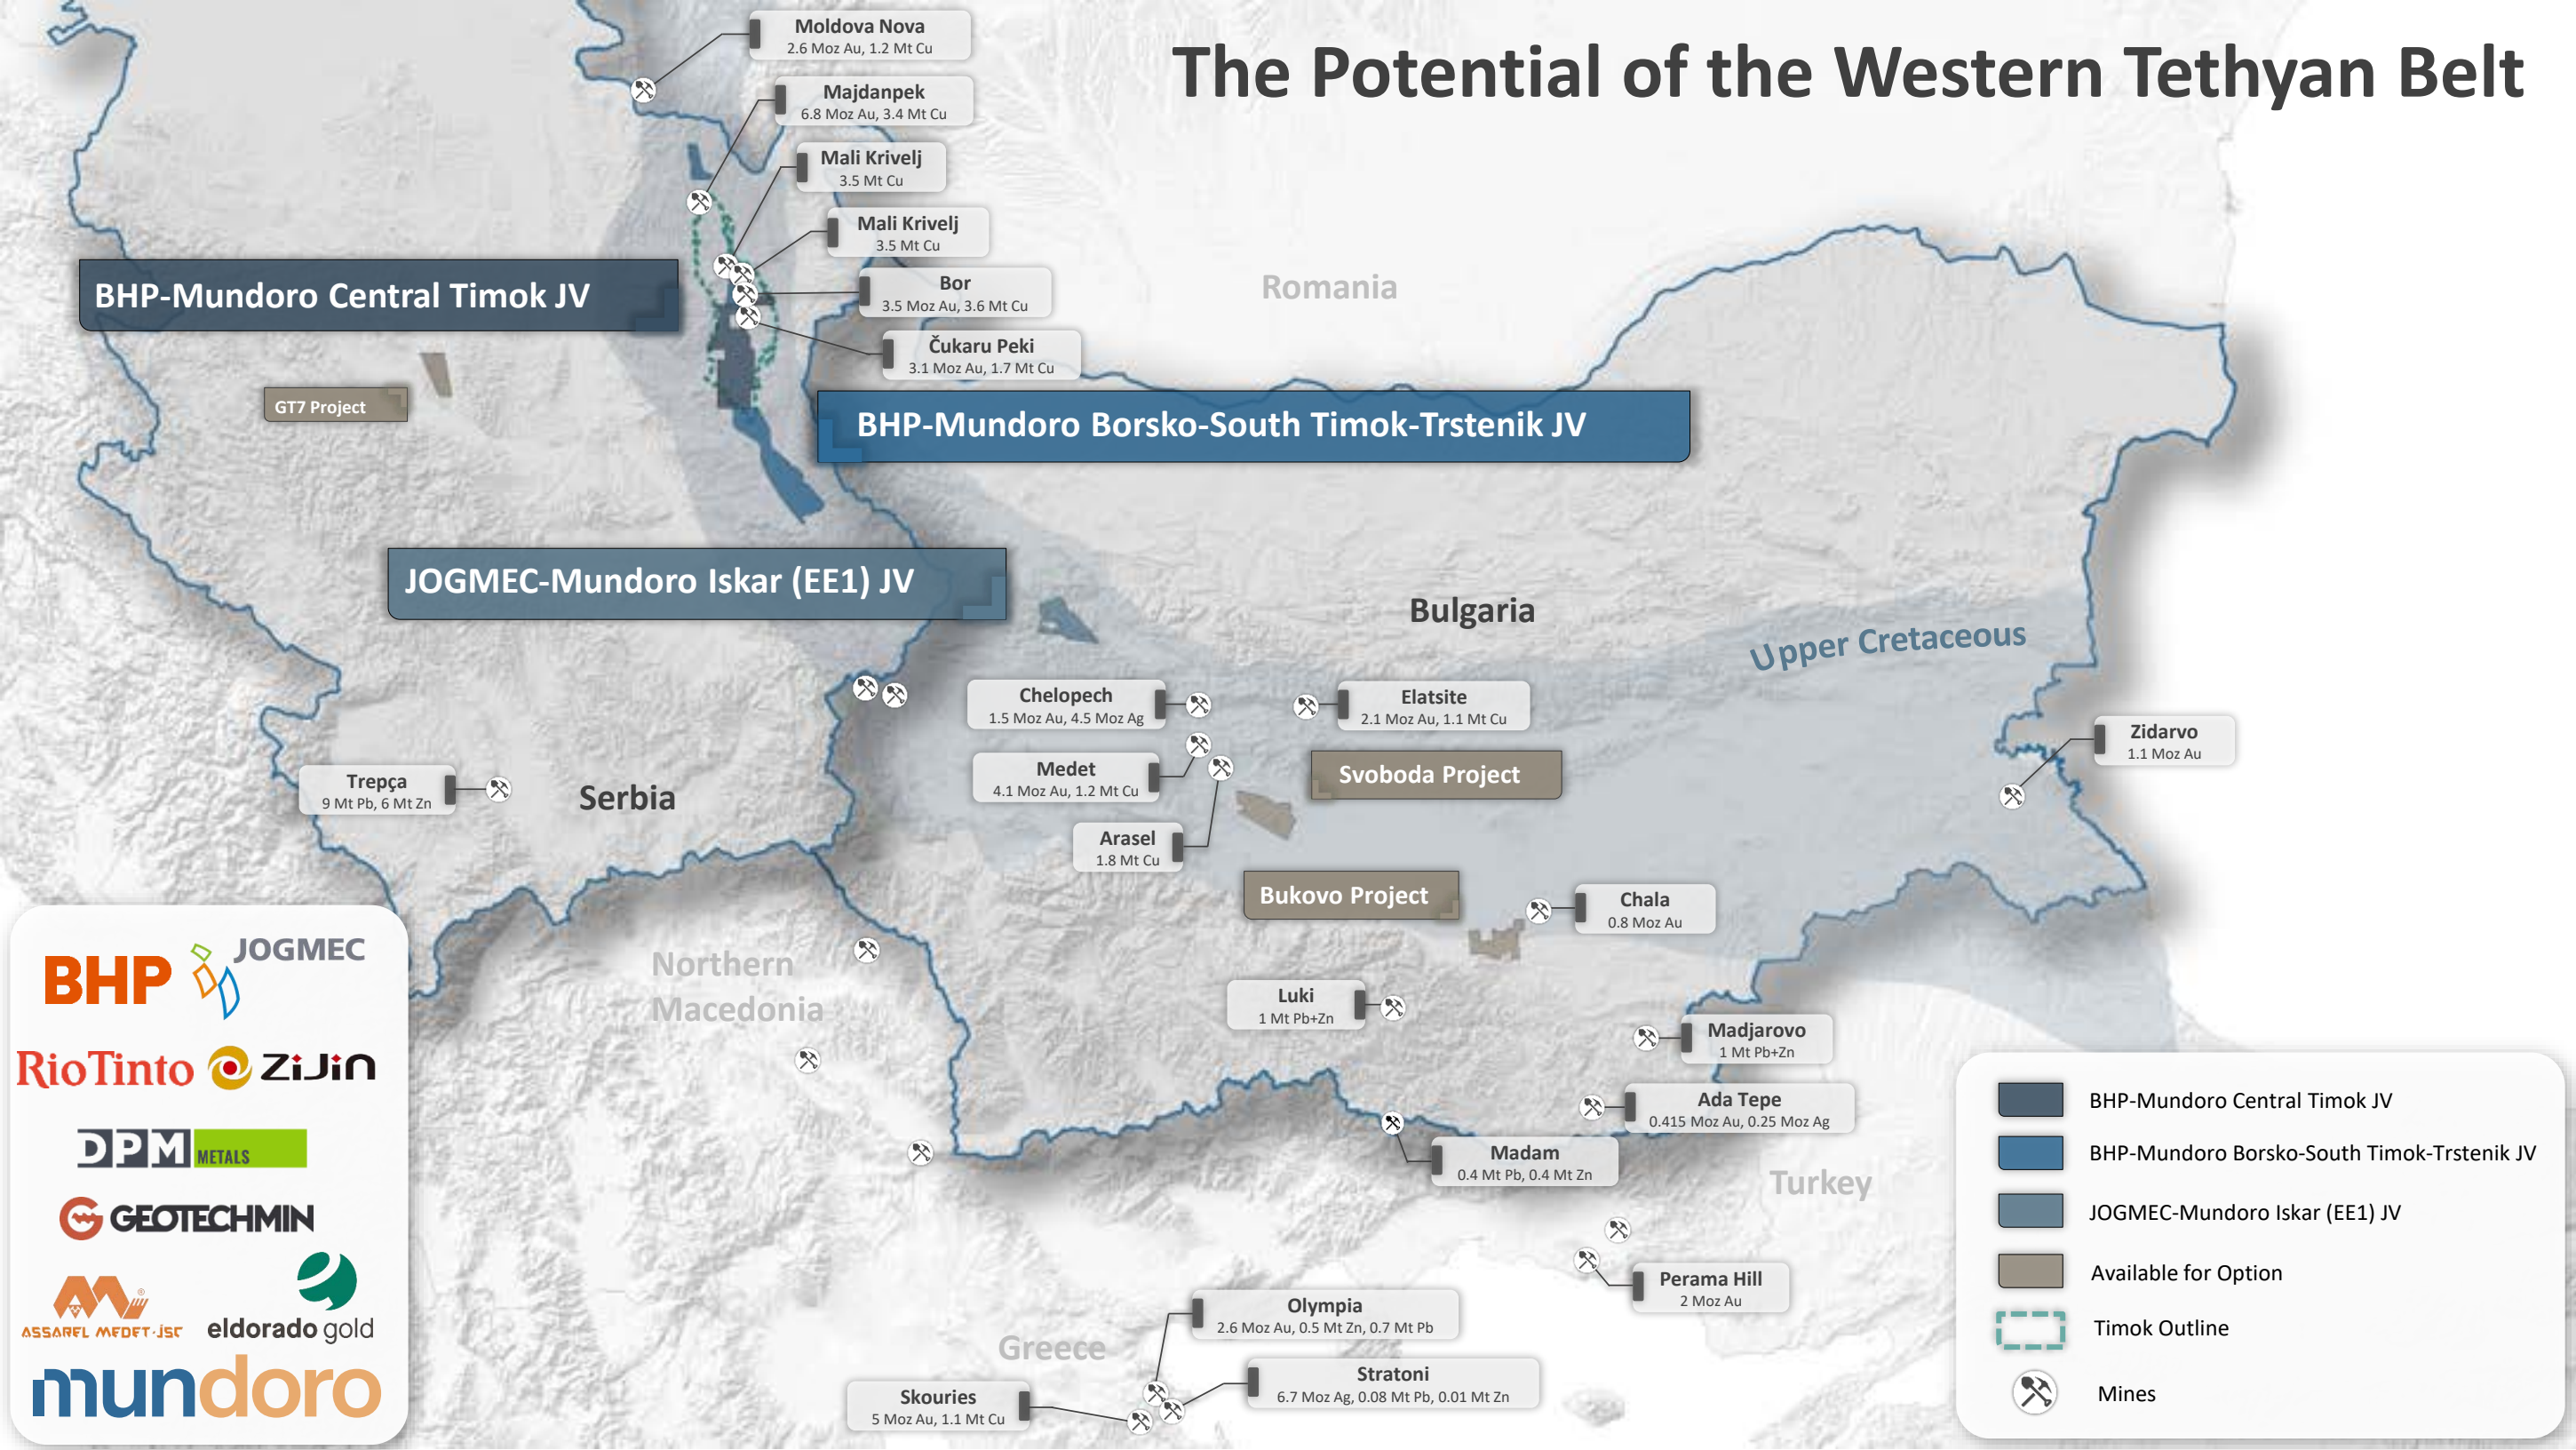 The Potential of the Western Tethyan Belt
Moldova Nova
2.6 Moz Au, 1.2 Mt Cu
Majdanpek
6.8 Moz Au, 3.4 Mt Cu
Mali Krivelj
3.5 Mt Cu
Mali Krivelj
3.5 Mt Cu
Bor
3.5 Moz Au, 3.6 Mt Cu
Čukaru Peki
3.1 Moz Au, 1.7 Mt Cu
Romania
BHP-Mundoro Central Timok JV
GT7 Project
BHP-Mundoro Borsko-South Timok-Trstenik JV
JOGMEC-Mundoro Iskar (EE1) JV
Bulgaria
Upper Cretaceous
Chelopech
1.5 Moz Au, 4.5 Moz Ag
Elatsite
2.1 Moz Au, 1.1 Mt Cu
Zidarvo
1.1 Moz Au
Medet
4.1 Moz Au, 1.2 Mt Cu
Svoboda Project
Trepça
9 Mt Pb, 6 Mt Zn
Serbia
Arasel
1.8 Mt Cu
Bukovo Project
Chala
0.8 Moz Au
Northern
Macedonia
Luki
1 Mt Pb+Zn
Madjarovo
1 Mt Pb+Zn
Ada Tepe
0.415 Moz Au, 0.25 Moz Ag
Madam
0.4 Mt Pb, 0.4 Mt Zn
Turkey
Perama Hill
2 Moz Au
Olympia
2.6 Moz Au, 0.5 Mt Zn, 0.7 Mt Pb
Greece
Stratoni
6.7 Moz Ag, 0.08 Mt Pb, 0.01 Mt Zn
Skouries
5 Moz Au, 1.1 Mt Cu
BHP
JOGMEC
RioTinto
ZiJin
DPM METALS
GEOTECHMIN
®
ASSAREL MEDET·JSC
eldorado gold
mundoro
BHP-Mundoro Central Timok JV
BHP-Mundoro Borsko-South Timok-Trstenik JV
JOGMEC-Mundoro Iskar (EE1) JV
Available for Option
Timok Outline
Mines